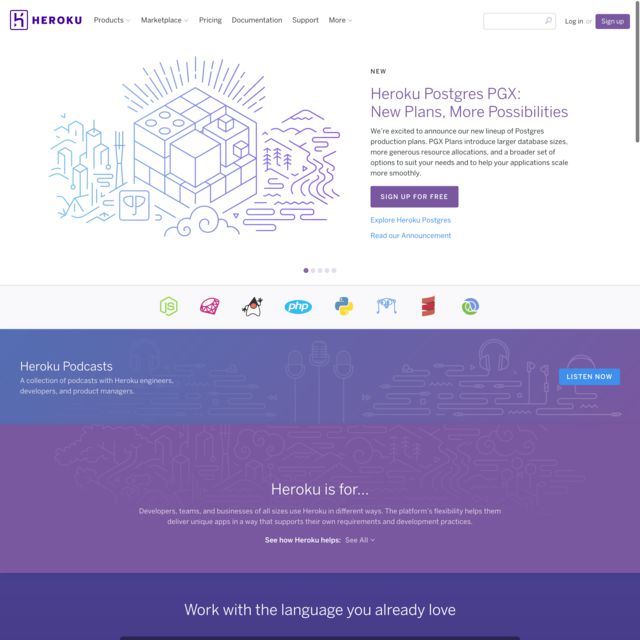 HEROKU
Products
Marketplace
Pricing
Documentation
Support
More
Log in or
Sign up
NEW
Heroku Postgres PGX:
New Plans, More Possibilities
We're excited to announce our new lineup of Postgres
production plans. PGX Plans introduce larger database sizes,
more generous resource allocations, and a broader set of
options to suit your needs and to help your applications scale
more smoothly.
SIGN UP FOR FREE
Explore Heroku Postgres
Read our Announcement
JS
php
Heroku Podcasts
A collection of podcasts with Heroku engineers,
developers, and product managers.
LISTEN NOW
Heroku is for...
Developers, teams, and businesses of all sizes use Heroku in different ways. The platform's flexibility helps them
deliver unique apps in a way that supports their own requirements and development practices.
See how Heroku helps: See All
Work with the language you already love